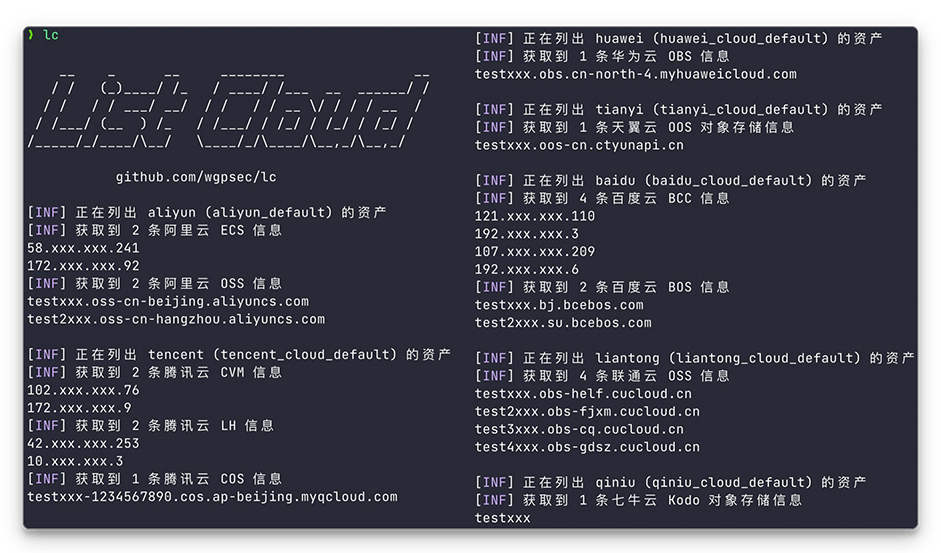 ❯ lc
List Cloud
github.com/wgpsec/lc
[INF] 正在列出 aliyun (aliyun_default) 的资产
[INF] 获取到 2 条阿里云 ECS 信息
58.xxx.xxx.241
172.xxx.xxx.92
[INF] 获取到 2 条阿里云 OSS 信息
testxxx.oss-cn-beijing.aliyuncs.com
test2xxx.oss-cn-hangzhou.aliyuncs.com
[INF] 正在列出 tencent (tencent_cloud_default) 的资产
[INF] 获取到 2 条腾讯云 CVM 信息
102.xxx.xxx.76
172.xxx.xxx.9
[INF] 获取到 2 条腾讯云 LH 信息
42.xxx.xxx.253
10.xxx.xxx.3
[INF] 获取到 1 条腾讯云 COS 信息
testxxx-1234567890.cos.ap-beijing.myqcloud.com
[INF] 正在列出 huawei (huawei_cloud_default) 的资产
[INF] 获取到 1 条华为云 OBS 信息
testxxx.obs.cn-north-4.myhuaweicloud.com
[INF] 正在列出 tianyi (tianyi_cloud_default) 的资产
[INF] 获取到 1 条天翼云 OOS 对象存储信息
testxxx.oos-cn.ctyunapi.cn
[INF] 正在列出 baidu (baidu_cloud_default) 的资产
[INF] 获取到 4 条百度云 BCC 信息
121.xxx.xxx.110
192.xxx.xxx.3
107.xxx.xxx.209
192.xxx.xxx.6
[INF] 获取到 2 条百度云 BOS 信息
testxxx.bj.bcebos.com
test2xxx.su.bcebos.com
[INF] 正在列出 liantong (liantong_cloud_default) 的资产
[INF] 获取到 4 条联通云 OSS 信息
testxxx.obs-helf.cucloud.cn
test2xxx.obs-fjxm.cucloud.cn
test3xxx.obs-cq.cucloud.cn
test4xxx.obs-gdsz.cucloud.cn
[INF] 正在列出 qiniu (qiniu_cloud_default) 的资产
[INF] 获取到 1 条七牛云 Kodo 对象存储信息
testxxx